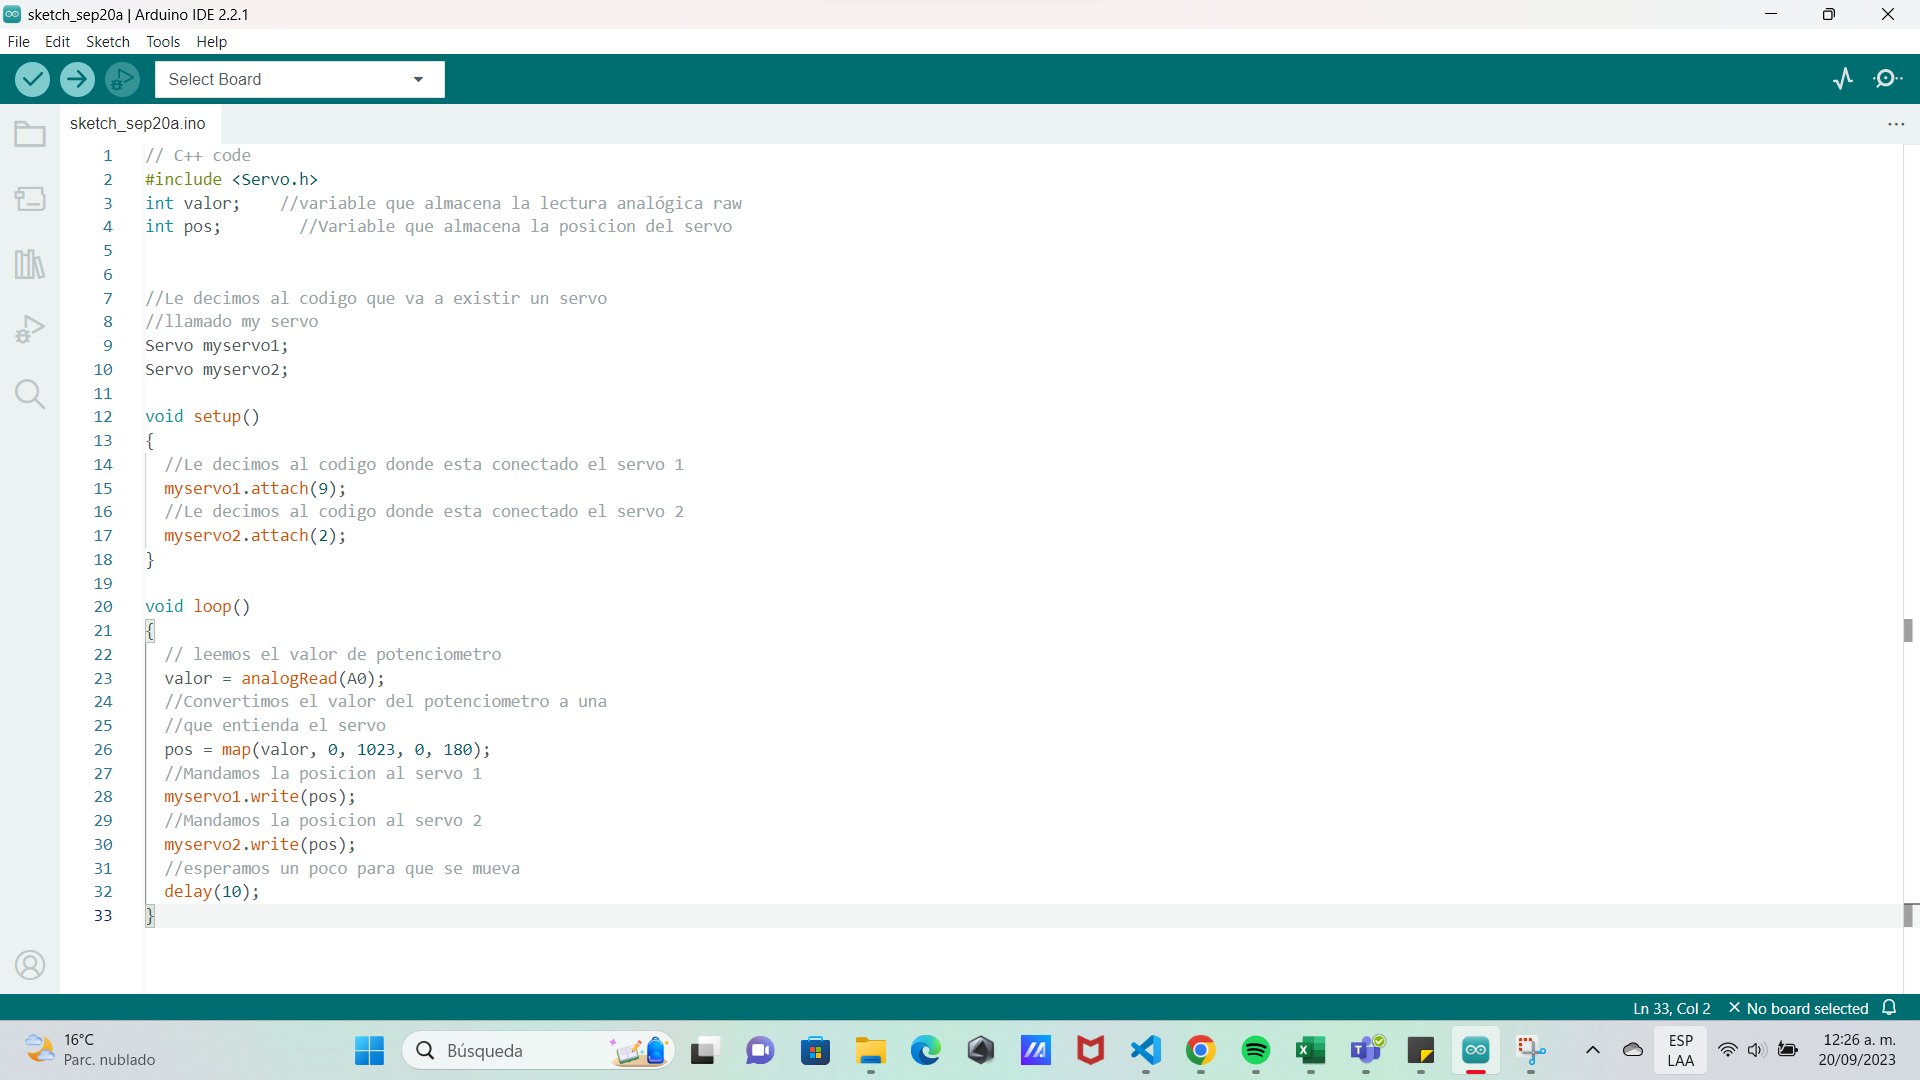 sketch_sep20a | Arduino IDE 2.2.1
File Edit Sketch Tools Help
Select Board
sketch_sep20a.ino
1 // C++ code
2 #include <Servo.h>
3 int valor; //variable que almacena la lectura analógica raw
4 int pos; //Variable que almacena la posicion del servo
5
6
7 //Le decimos al codigo que va a existir un servo
8 //llamado my servo
9 Servo myservo1;
10 Servo myservo2;
11
12 void setup()
13 {
14 //Le decimos al codigo donde esta conectado el servo 1
15 myservo1.attach(9);
16 //Le decimos al codigo donde esta conectado el servo 2
17 myservo2.attach(2);
18 }
19
20 void loop()
21 {
22 // leemos el valor de potenciometro
23 valor = analogRead(A0);
24 //Convertimos el valor del potenciometro a una
25 //que entienda el servo
26 pos = map(valor, 0, 1023, 0, 180);
27 //Mandamos la posicion al servo 1
28 myservo1.write(pos);
29 //Mandamos la posicion al servo 2
30 myservo2.write(pos);
31 //esperamos un poco para que se mueva
32 delay(10);
33 }
Ln 33, Col 2 No board selected
16°C
Parc. nublado
Búsqueda
ESP
LAA
12:26 a. m.
20/09/2023